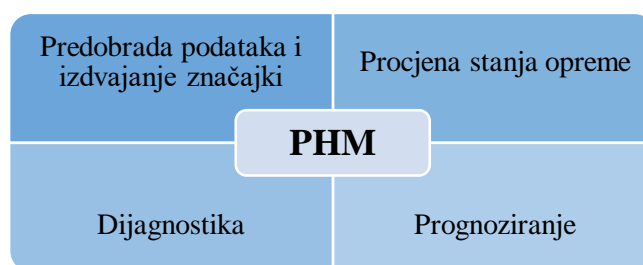 Predobrada podataka i
izdvajanje značajki
Procjena stanja opreme
PHM
Dijagnostika
Prognoziranje